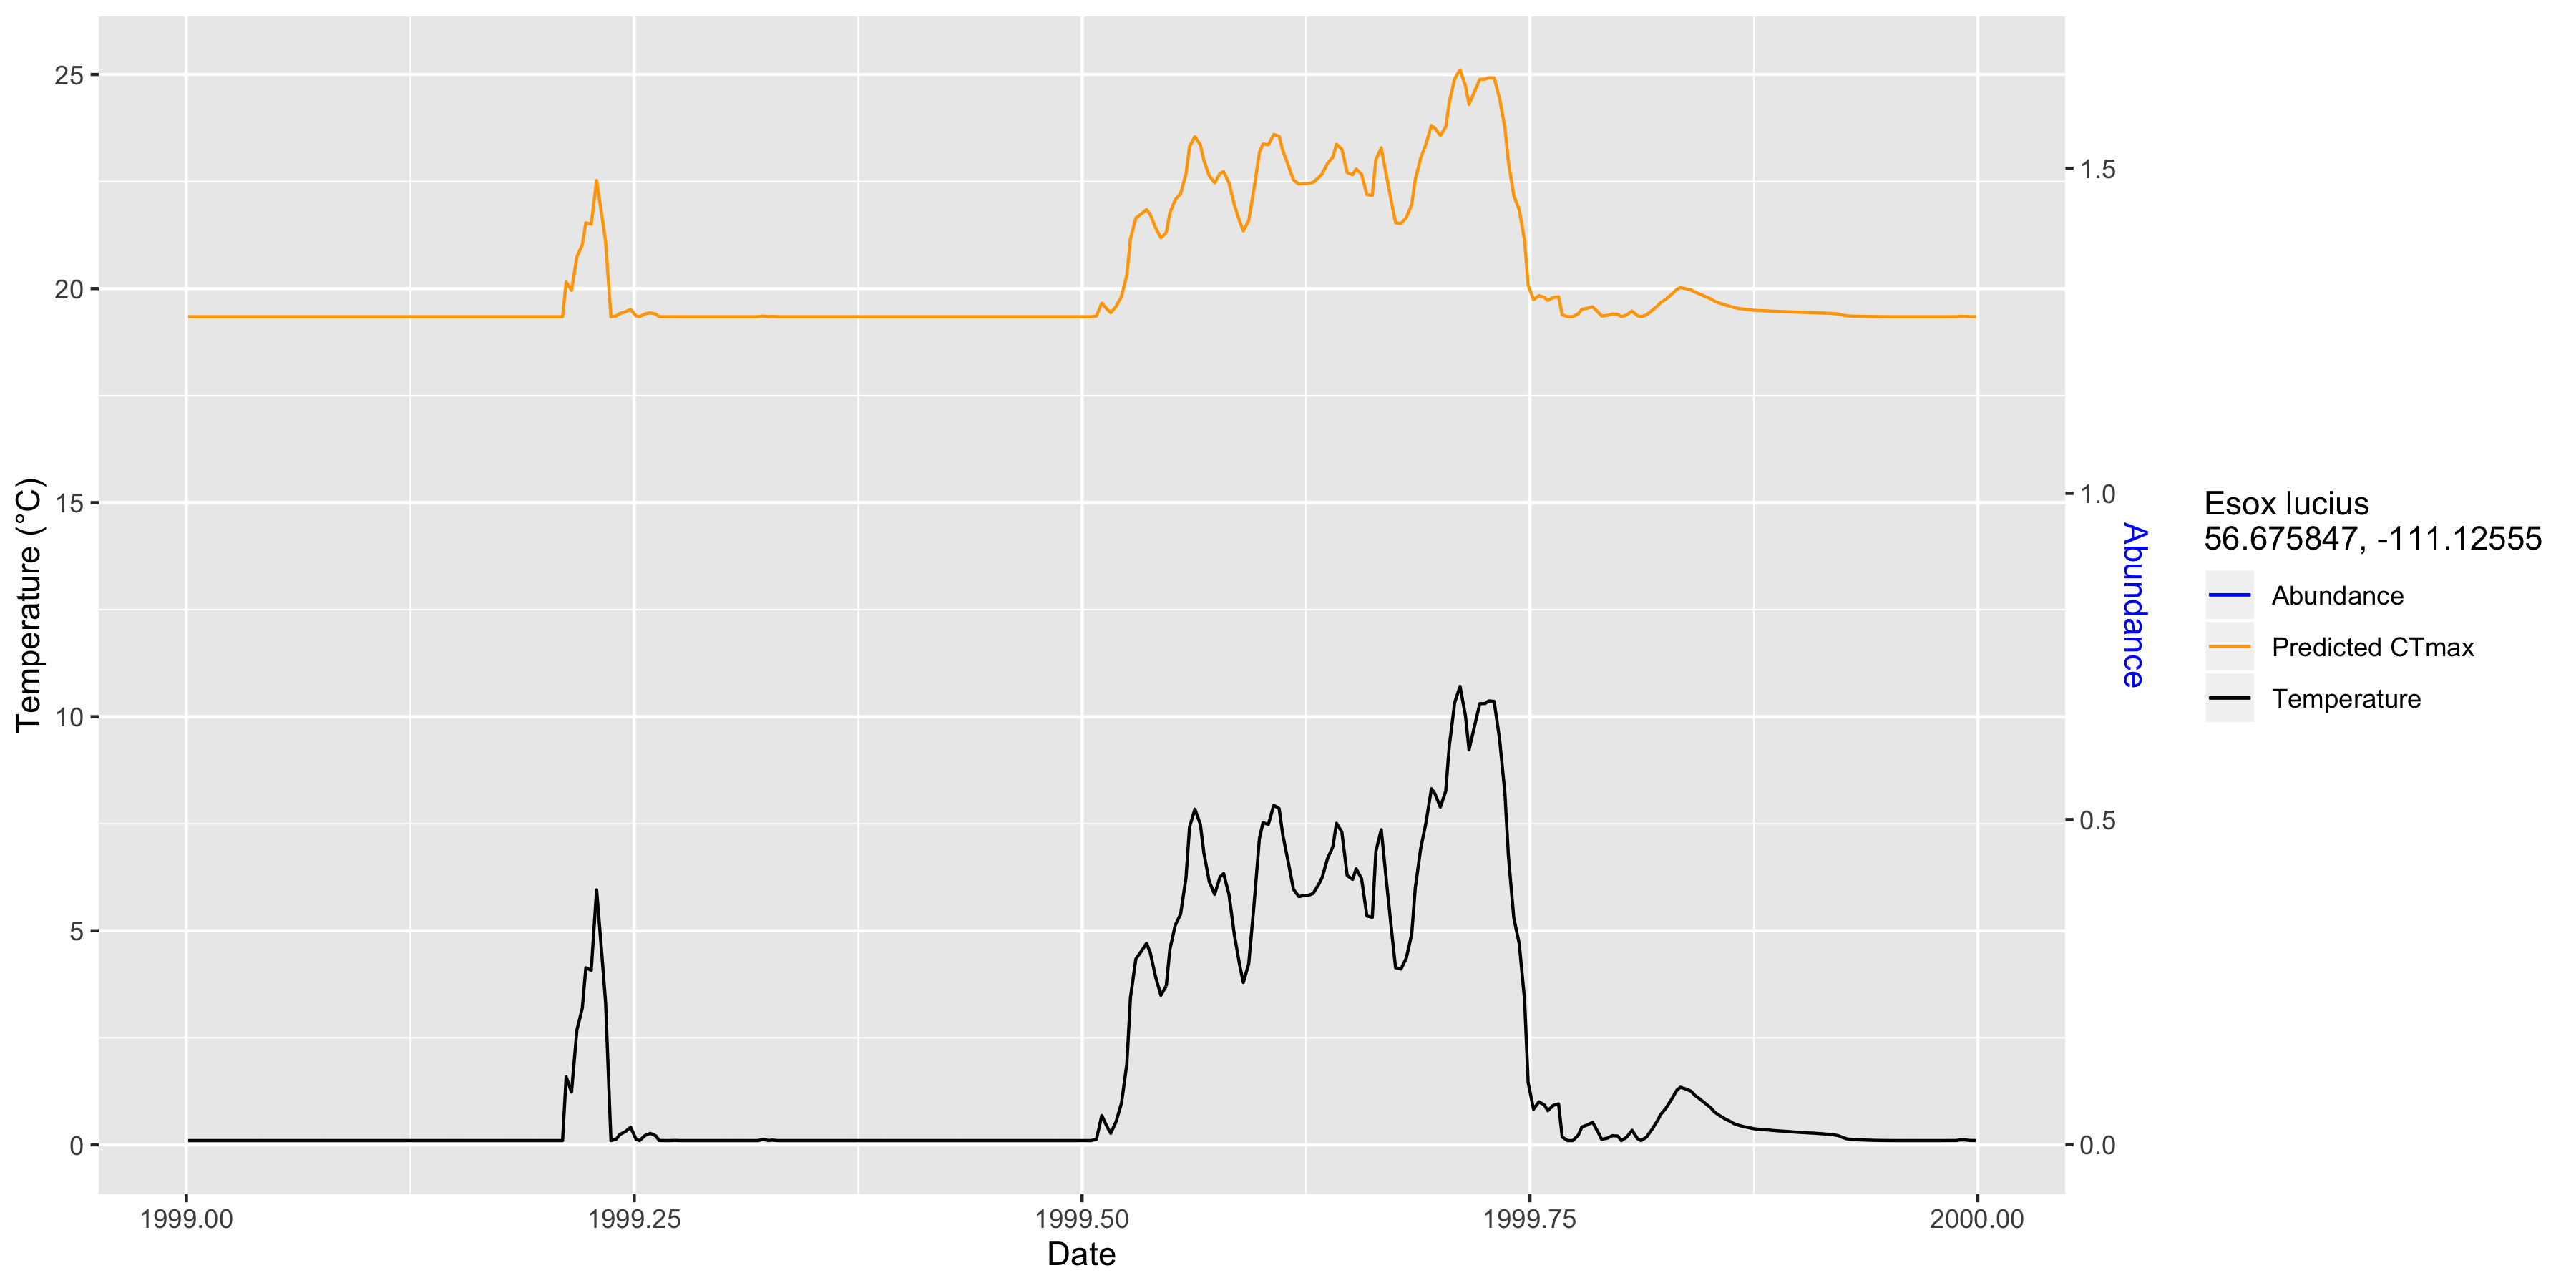 25
20
15
10
5
0
Temperature (°C)
1999.00
1999.25
1999.50
1999.75
2000.00
Date
1.5
1.0
0.5
0.0
Abundance
Esox lucius
56.675847, -111.12555
Abundance
Predicted CTmax
Temperature